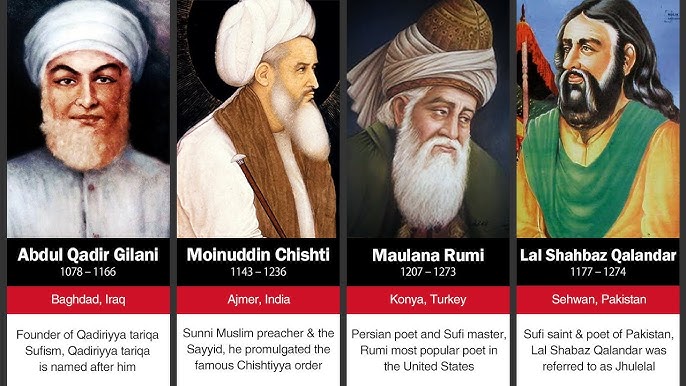 Abdul Qadir Gilani
1078 – 1166
Baghdad, Iraq
Founder of Qadiriyya tariqa
Sufism, Qadiriyya tariqa
is named after him
Moinuddin Chishti
1143 – 1236
Ajmer, India
Sunni Muslim preacher & the
Sayyid, he promulgated the
famous Chishtiyya order
Maulana Rumi
1207 – 1273
Konya, Turkey
Persian poet and Sufi master,
Rumi most popular poet in
the United States
Lal Shahbaz Qalandar
1177 – 1274
Sehwan, Pakistan
Sufi saint & poet of Pakistan,
Lal Shabaz Qalandar was
referred to as Jhulelal